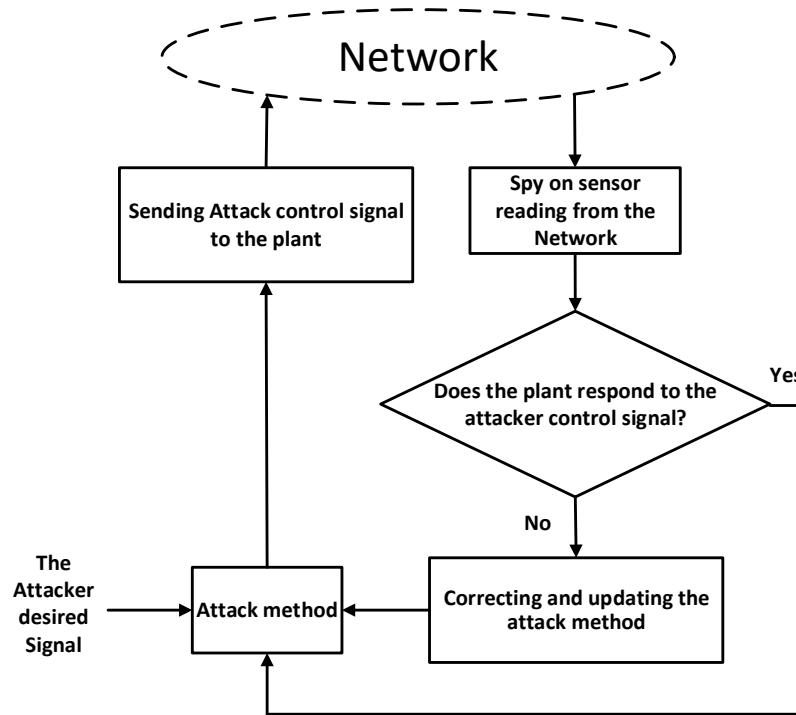 Network
Sending Attack control signal
to the plant
Spy on sensor
reading from the
Network
Does the plant respond to the
attacker control signal?
Yes
No
The
Attacker
desired
Signal
Attack method
Correcting and updating the
attack method